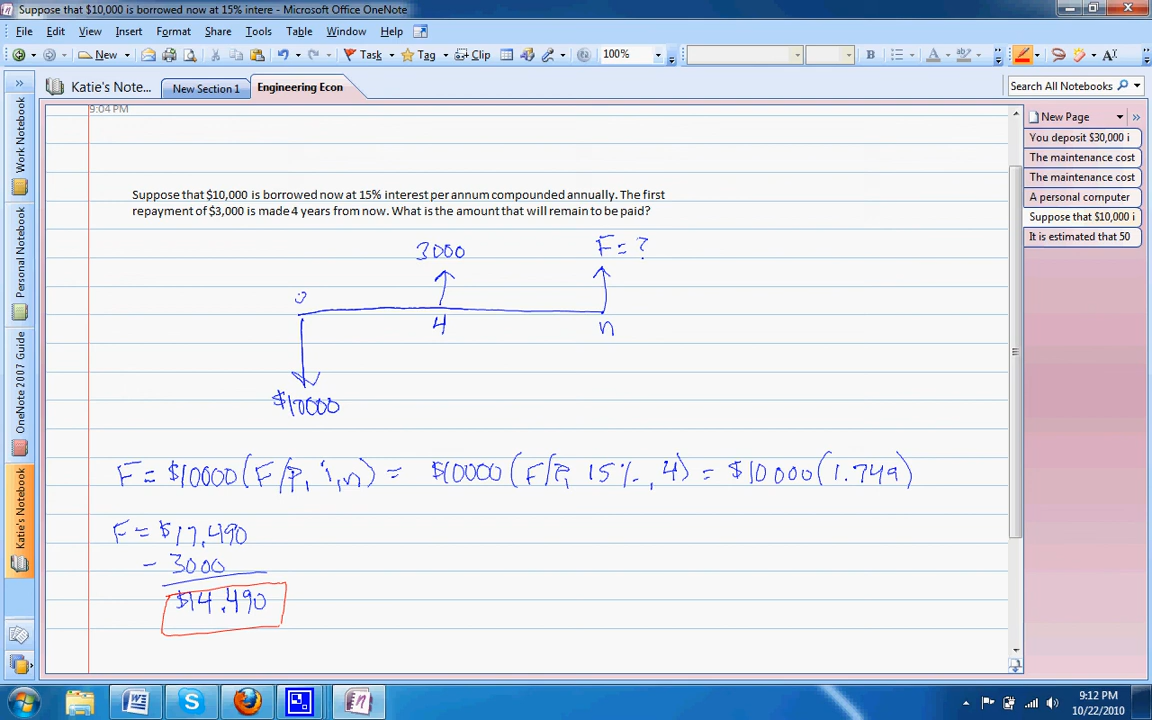 Suppose that $10,000 is borrowed now at 15% intere - Microsoft Office OneNote
File Edit View Insert Format Share Tools Table Window Help
New Task Tag Clip 100% B A A
Katie's Note... New Section 1 Engineering Econ Search All Notebooks
9:04 PM
New Page
You deposit $30,000 i
The maintenance cost
The maintenance cost
A personal computer
Suppose that $10,000 i
It is estimated that 50
Work Notebook
Personal Notebook
OneNote 2007 Guide
Katie's Notebook
Suppose that $10,000 is borrowed now at 15% interest per annum compounded annually. The first
repayment of $3,000 is made 4 years from now. What is the amount that will remain to be paid?
3000 F = ?
0
4 n
$10000
F = $10000(F/P, i, n) = $10000(F/P, 15%, 4) = $10000(1.749)
F = $17,490
- 3000
$14,490
9:12 PM
10/22/2010